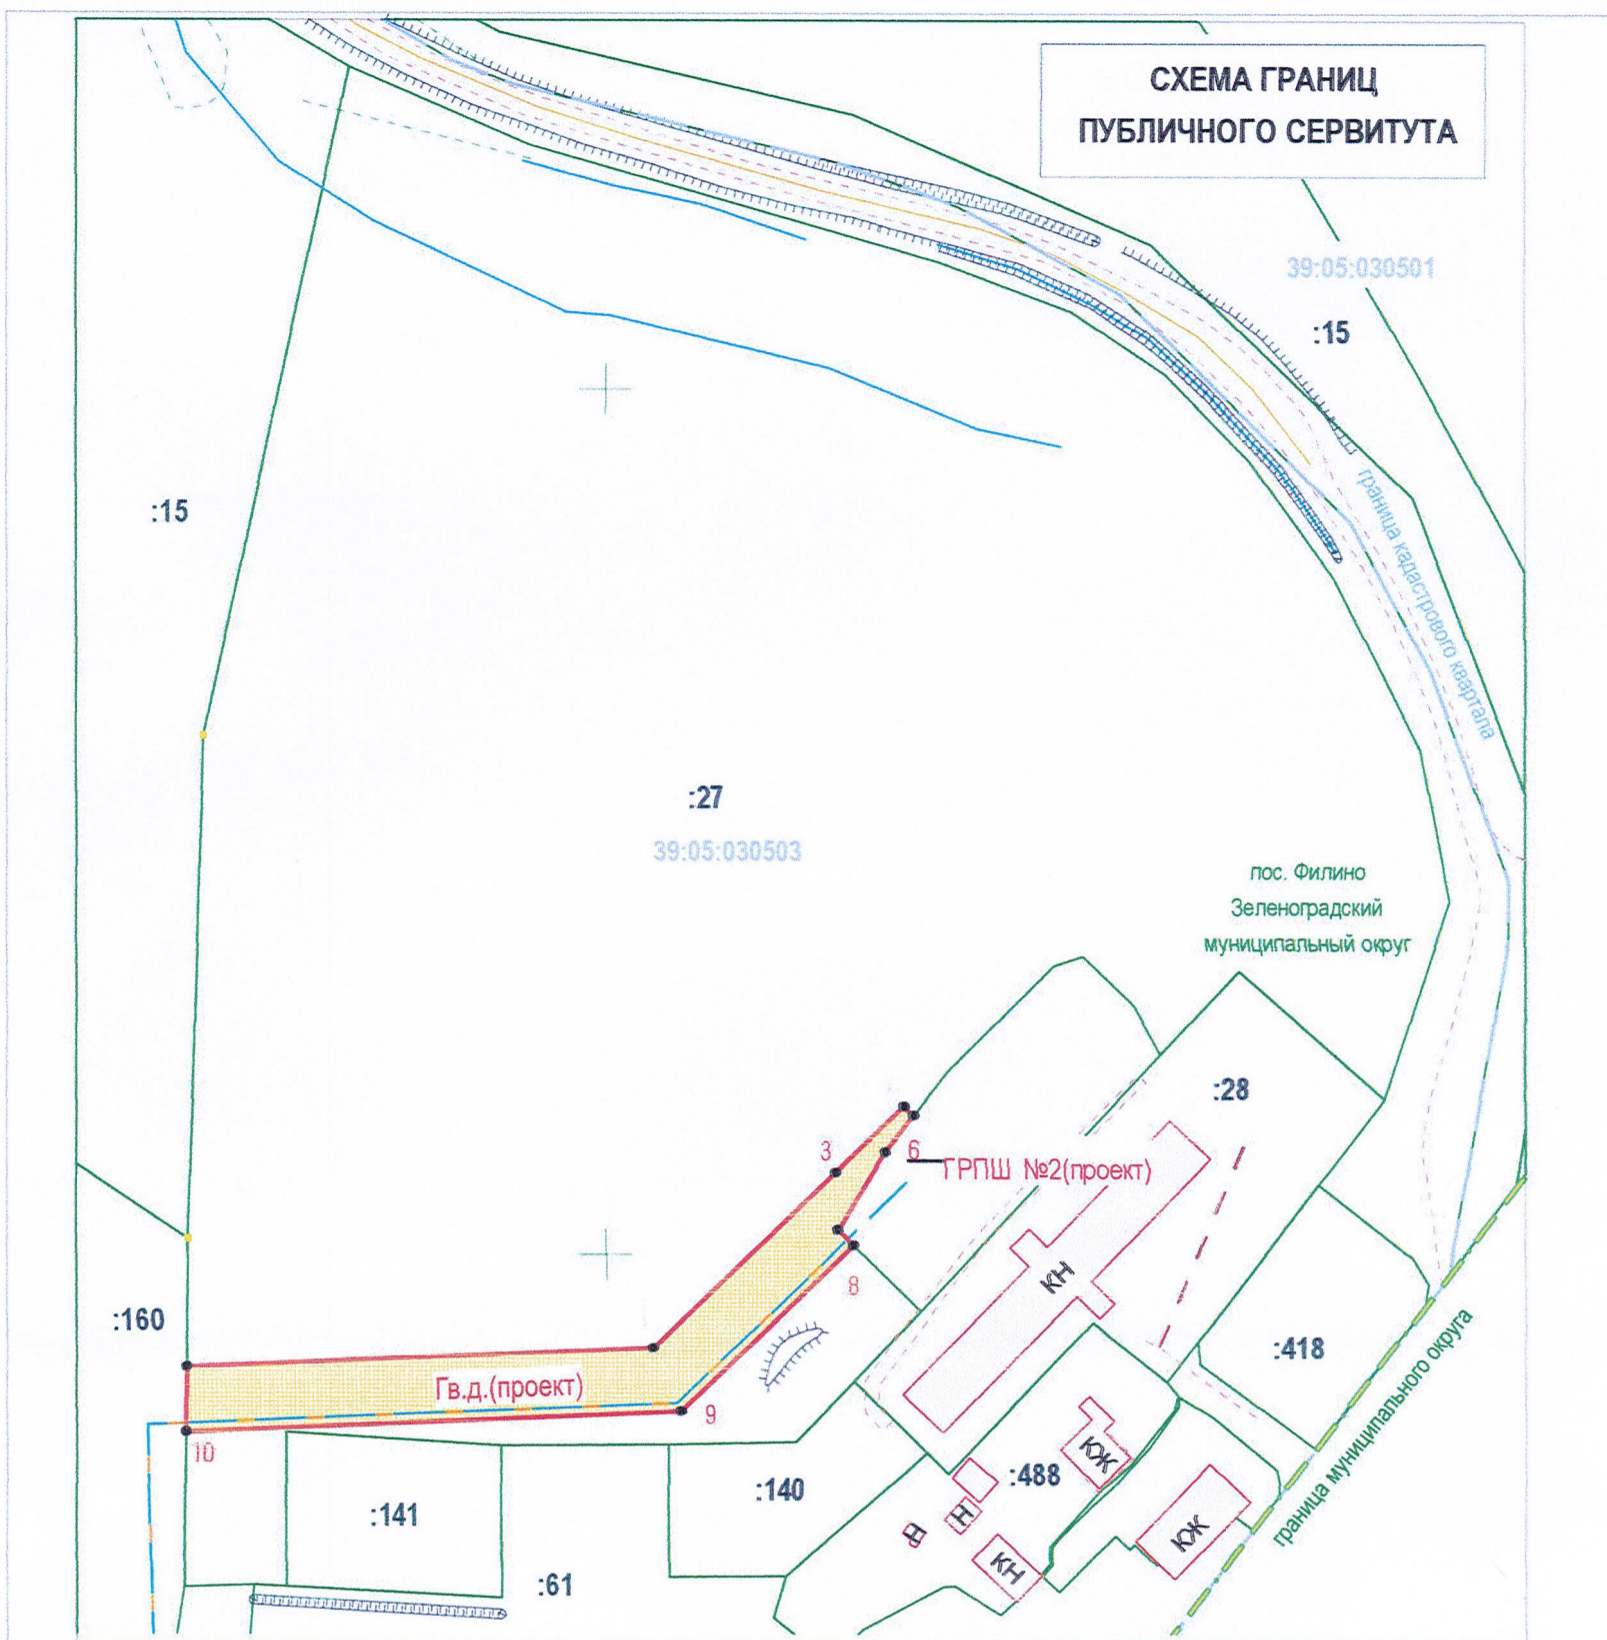 СХЕМА ГРАНИЦ
ПУБЛИЧНОГО СЕРВИТУТА
39:05:030501
:15
граница кадастрового квартала
:15
:27
39:05:030503
пос. Филино
Зеленоградский
муниципальный округ
:28
3
6
ГРПШ №2(проект)
8
КН
:160
:418
Гв.д.(проект)
9
10
граница муниципального округа
КЖ
:488
:140
:141
Н
Н
КЖ
КН
:61